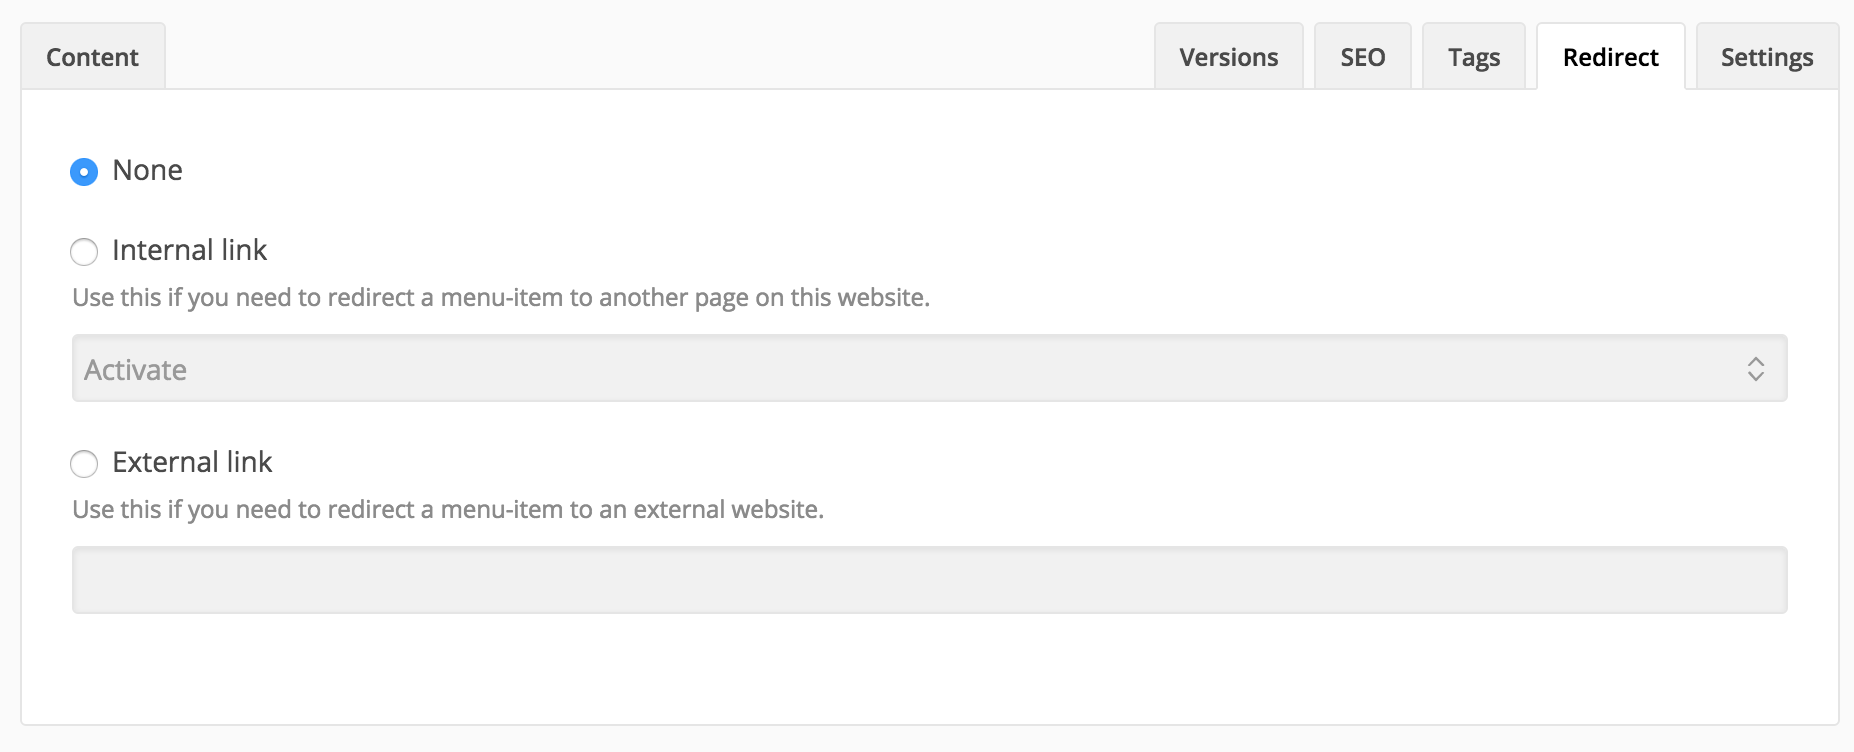 Content Versions SEO Tags Redirect Settings
None
Internal link
Use this if you need to redirect a menu-item to another page on this website.
Activate
External link
Use this if you need to redirect a menu-item to an external website.